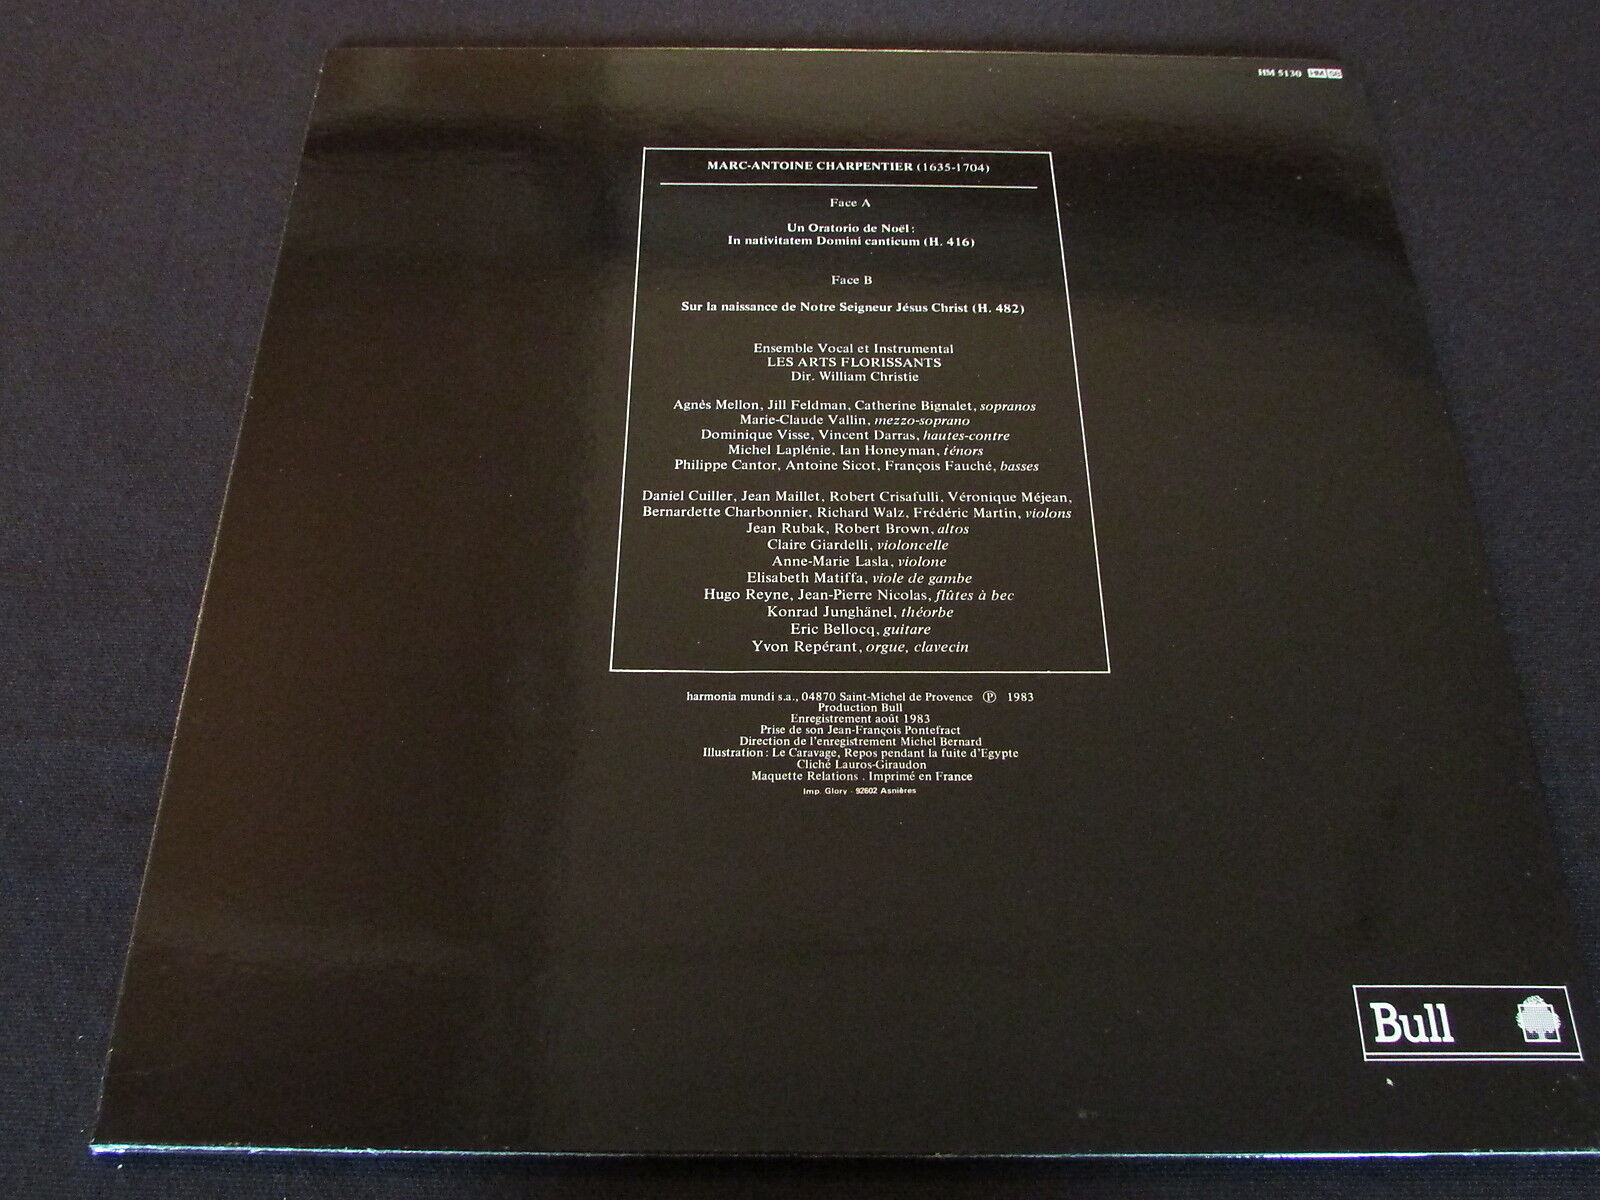 HM 5130 HM 58
MARC-ANTOINE CHARPENTIER (1635-1704)
Face A
Un Oratorio de Noël :
In nativitatem Domini canticum (H. 416)
Face B
Sur la naissance de Notre Seigneur Jésus Christ (H. 482)
Ensemble Vocal et Instrumental
LES ARTS FLORISSANTS
Dir. William Christie
Agnès Mellon, Jill Feldman, Catherine Bignalet, sopranos
Marie-Claude Vallin, mezzo-soprano
Dominique Visse, Vincent Darras, hautes-contre
Michel Laplénie, Ian Honeyman, ténors
Philippe Cantor, Antoine Sicot, François Fauché, basses
Daniel Cuiller, Jean Maillet, Robert Crisafulli, Véronique Méjean,
Bernardette Charbonnier, Richard Walz, Frédéric Martin, violons
Jean Rubak, Robert Brown, altos
Claire Giardelli, violoncelle
Anne-Marie Lasla, violone
Elisabeth Matiffa, viole de gambe
Hugo Reyne, Jean-Pierre Nicolas, flûtes à bec
Konrad Junghänel, théorbe
Eric Bellocq, guitare
Yvon Repérant, orgue, clavecin
harmonia mundi s.a., 04870 Saint-Michel de Provence Ⓟ 1983
Production Bull
Enregistrement août 1983
Prise de son Jean-François Pontefract
Direction de l'enregistrement Michel Bernard
Illustration : Le Caravage, Repos pendant la fuite d'Egypte
Cliché Lauros-Giraudon
Maquette Relations . Imprimé en France
Imp. Glory - 92602 Asnières
Bull